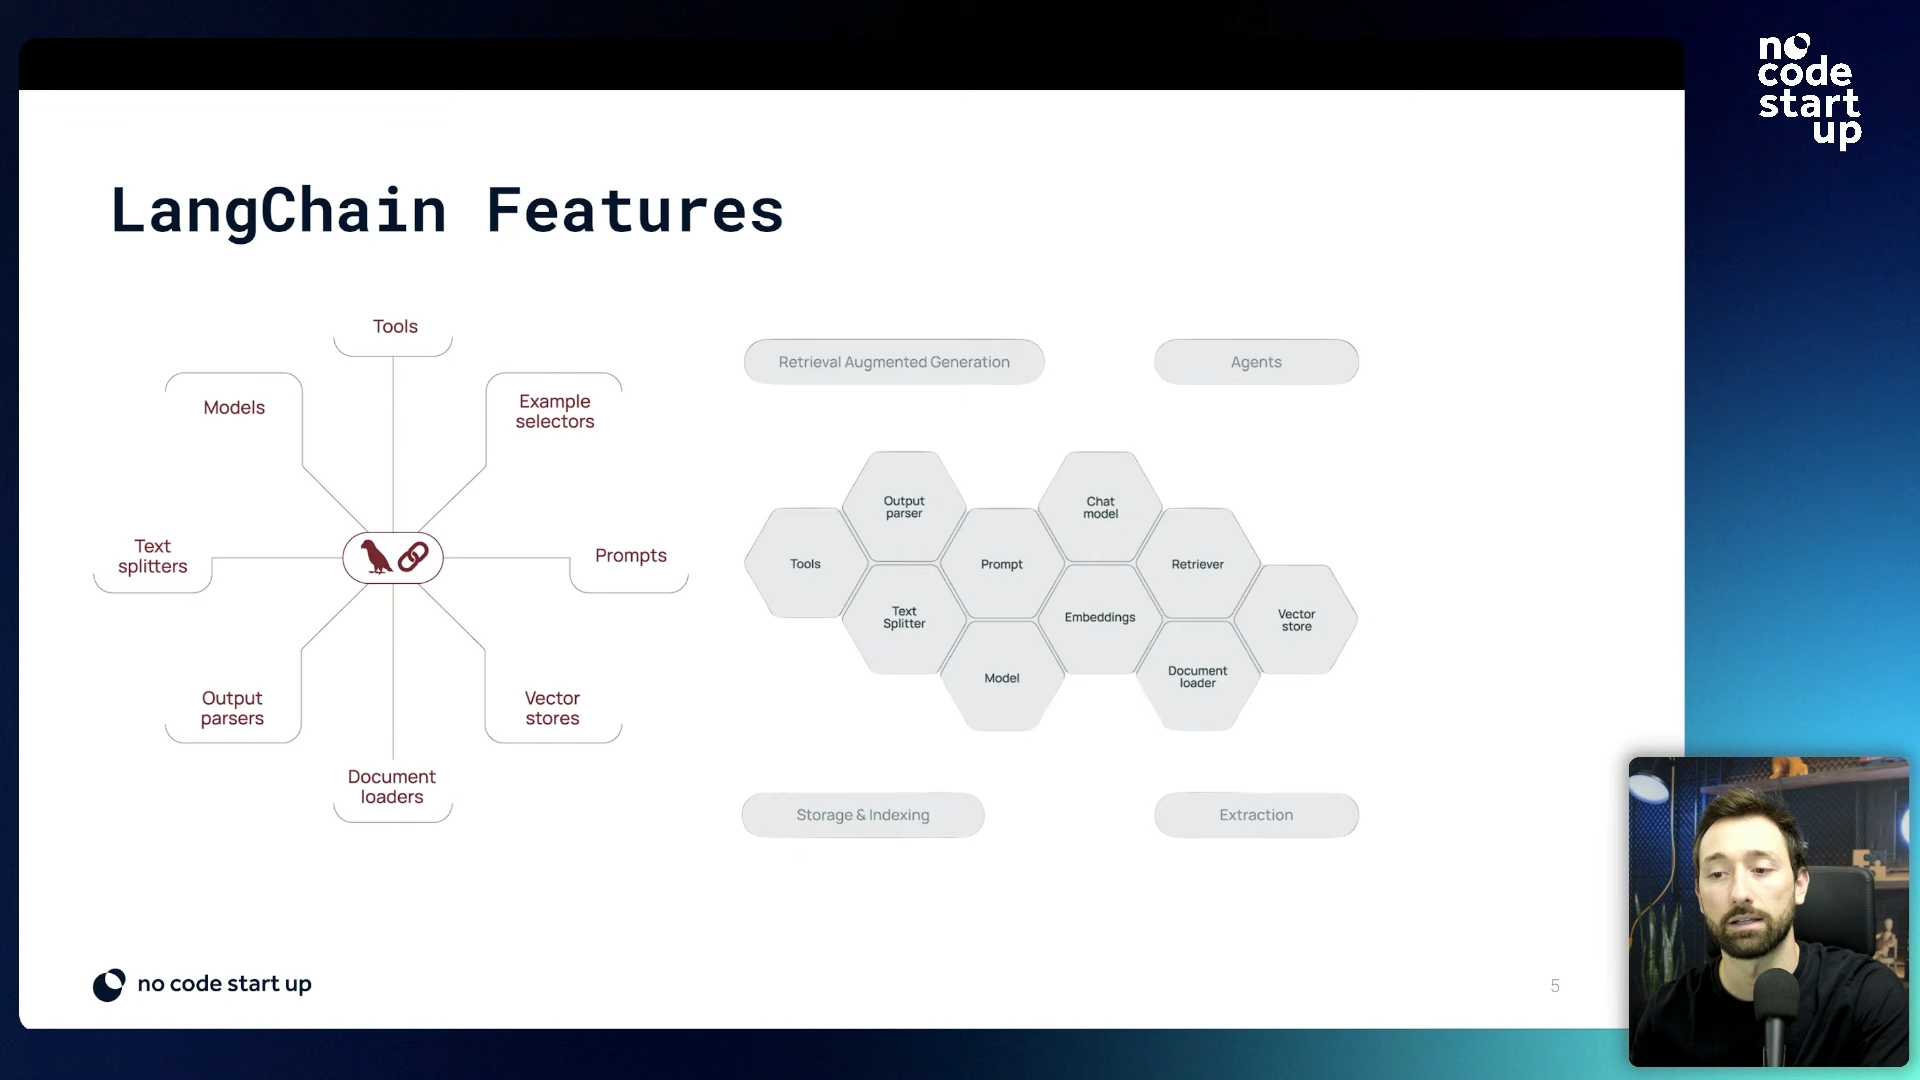 no
code
start
up
LangChain Features
Tools
Models
Example
selectors
Text
splitters
Prompts
Output
parsers
Vector
stores
Document
loaders
Retrieval Augmented Generation
Agents
Output
parser
Chat
model
Tools
Prompt
Retriever
Text
Splitter
Embeddings
Vector
store
Model
Document
loader
Storage & Indexing
Extraction
no code start up
5